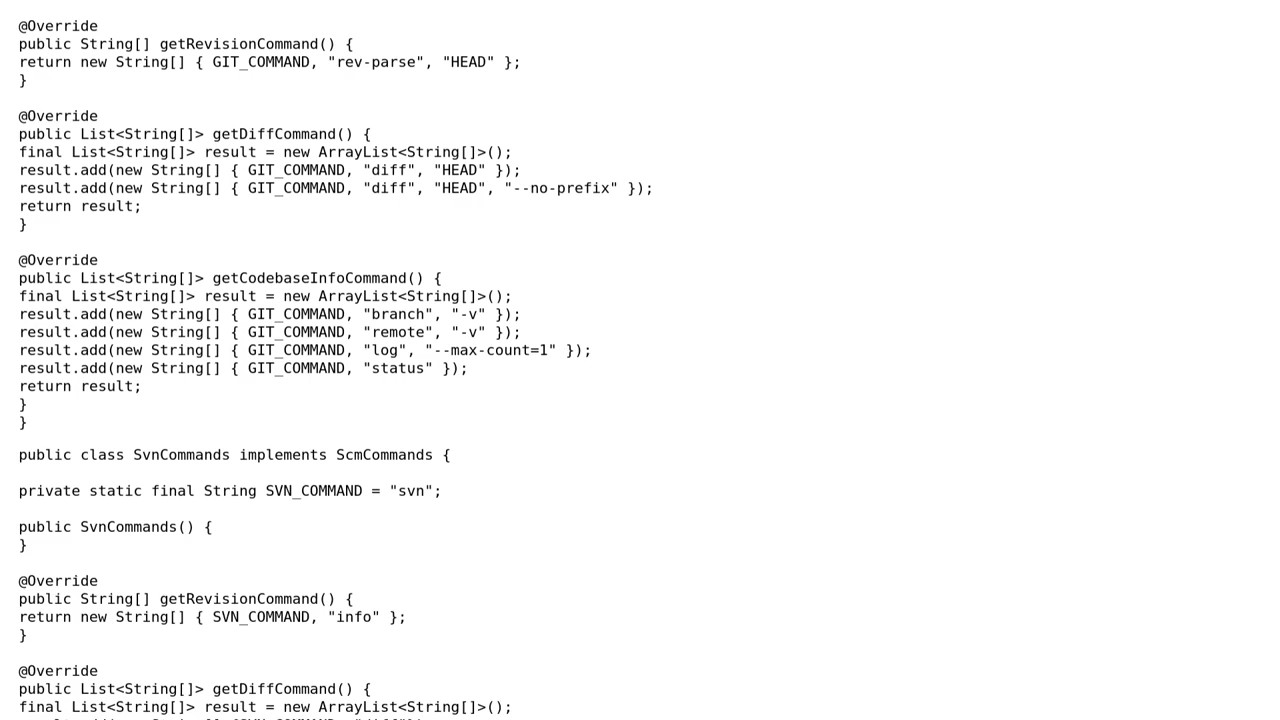 @Override
public String[] getRevisionCommand() {
return new String[] { GIT_COMMAND, "rev-parse", "HEAD" };
}
@Override
public List<String[]> getDiffCommand() {
final List<String[]> result = new ArrayList<String[]>();
result.add(new String[] { GIT_COMMAND, "diff", "HEAD" });
result.add(new String[] { GIT_COMMAND, "diff", "HEAD", "--no-prefix" });
return result;
}
@Override
public List<String[]> getCodebaseInfoCommand() {
final List<String[]> result = new ArrayList<String[]>();
result.add(new String[] { GIT_COMMAND, "branch", "-v" });
result.add(new String[] { GIT_COMMAND, "remote", "-v" });
result.add(new String[] { GIT_COMMAND, "log", "--max-count=1" });
result.add(new String[] { GIT_COMMAND, "status" });
return result;
}
}
public class SvnCommands implements ScmCommands {
private static final String SVN_COMMAND = "svn";
public SvnCommands() {
}
@Override
public String[] getRevisionCommand() {
return new String[] { SVN_COMMAND, "info" };
}
@Override
public List<String[]> getDiffCommand() {
final List<String[]> result = new ArrayList<String[]>();